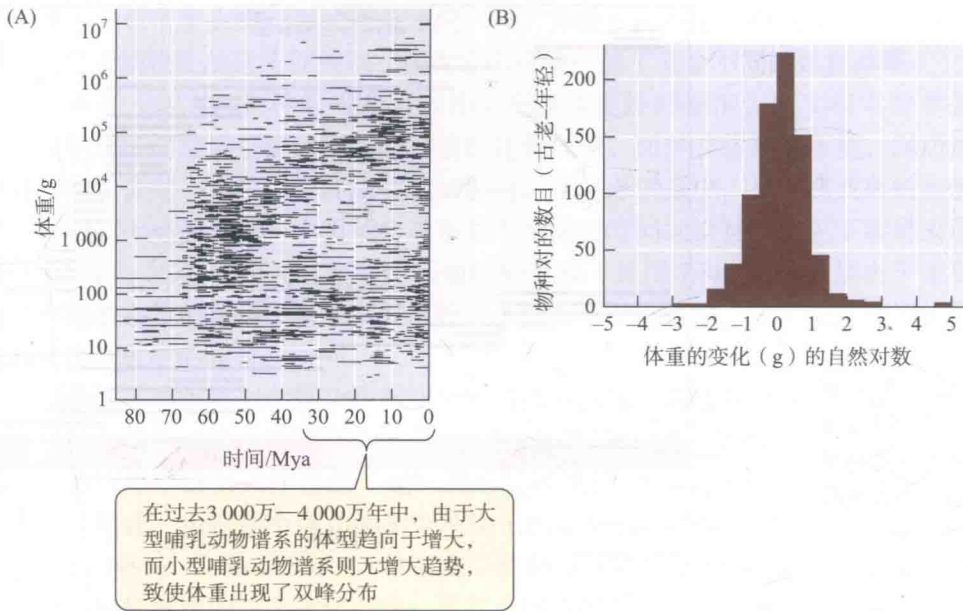 (A)
10⁷
10⁶
10⁵
10⁴
1 000
100
10
1
体重/g
80 70 60 50 40 30 20 10 0
时间/Mya
在过去3 000万—4 000万年中，由于大
型哺乳动物谱系的体型趋向于增大，
而小型哺乳动物谱系则无增大趋势，
致使体重出现了双峰分布
(B)
200
150
100
50
0
物种对的数目（古老–年轻）
–5 –4 –3 –2 –1 0 1 2 3 4 5
体重的变化（g）的自然对数